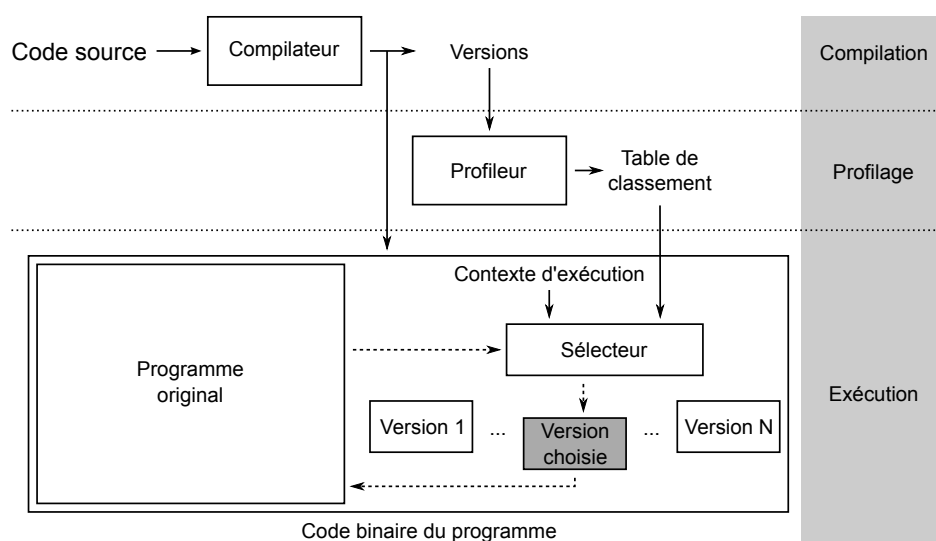 Code source
Compilateur
Versions
Compilation
Profileur
Table de
classement
Profilage
Contexte d'exécution
Programme
original
Sélecteur
Exécution
Version 1
...
Version
choisie
...
Version N
Code binaire du programme